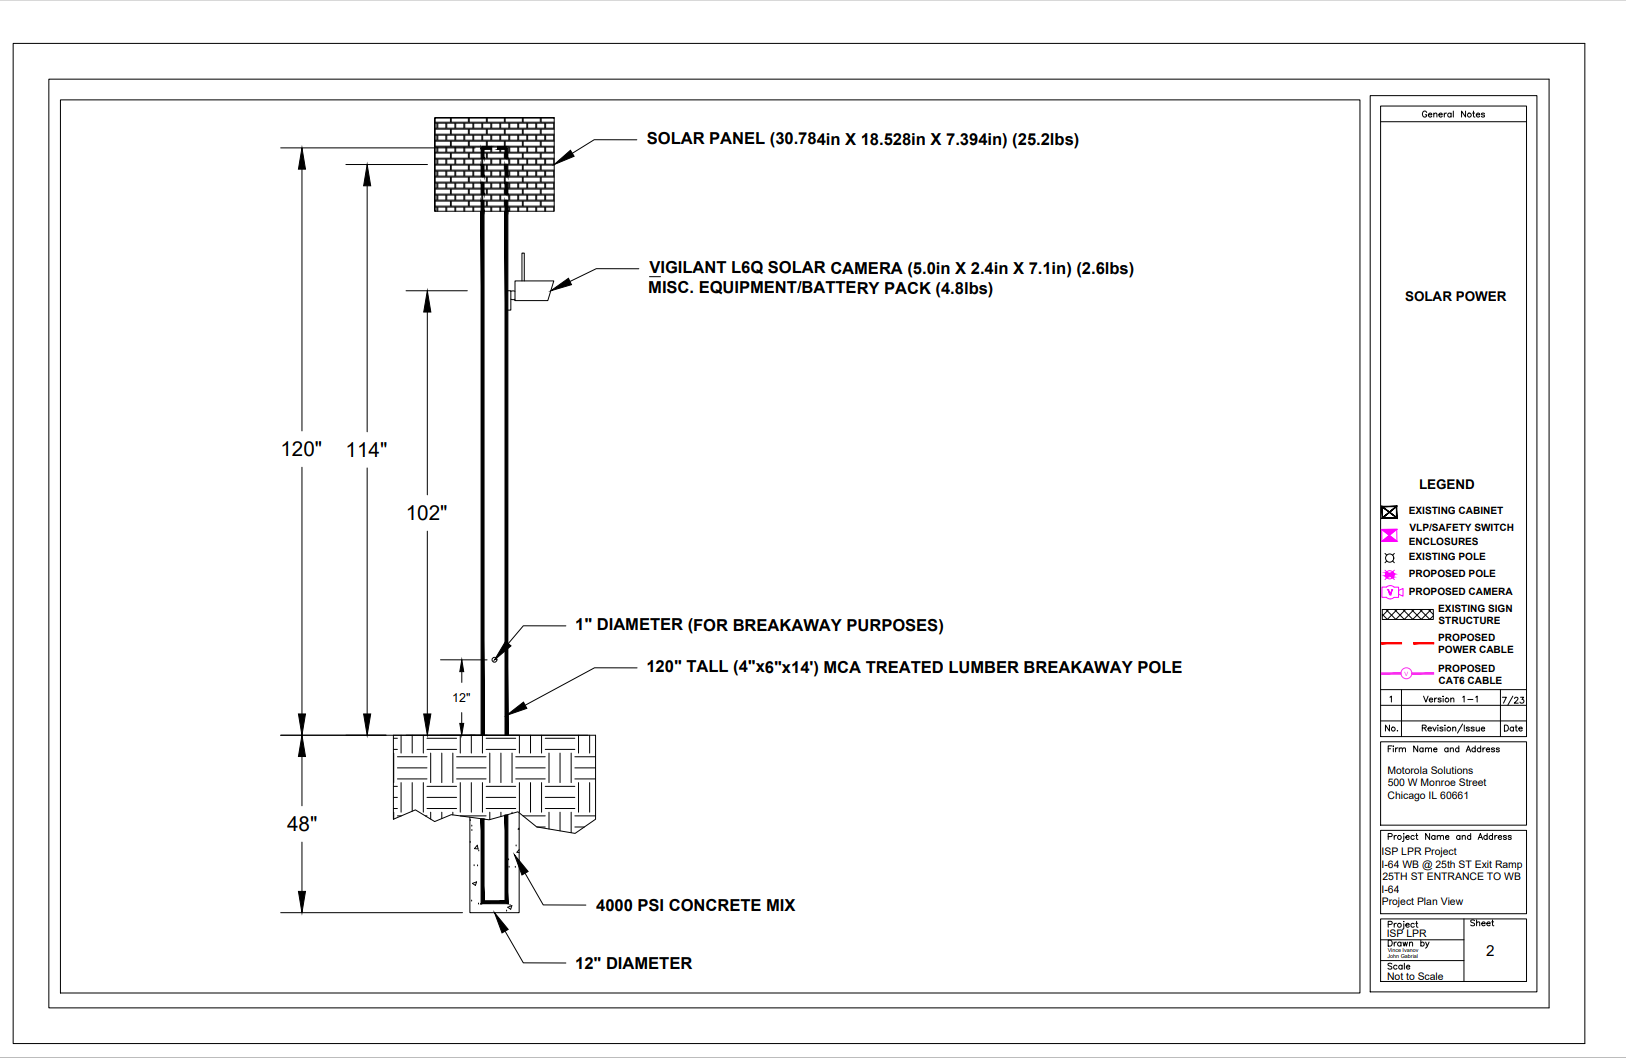 SOLAR PANEL (30.784in X 18.528in X 7.394in) (25.2lbs)
VIGILANT L6Q SOLAR CAMERA (5.0in X 2.4in X 7.1in) (2.6lbs)
MISC. EQUIPMENT/BATTERY PACK (4.8lbs)
120"
114"
102"
1" DIAMETER (FOR BREAKAWAY PURPOSES)
120" TALL (4"x6"x14') MCA TREATED LUMBER BREAKAWAY POLE
12"
48"
4000 PSI CONCRETE MIX
12" DIAMETER
General Notes
SOLAR POWER
LEGEND
EXISTING CABINET
VLP/SAFETY SWITCH
ENCLOSURES
EXISTING POLE
PROPOSED POLE
V
PROPOSED CAMERA
EXISTING SIGN
STRUCTURE
PROPOSED
POWER CABLE
V
PROPOSED
CAT6 CABLE
1 Version 1-1 7/23
No. Revision/Issue Date
Firm Name and Address
Motorola Solutions
500 W Monroe Street
Chicago IL 60661
Project Name and Address
ISP LPR Project
I-64 WB @ 25th ST Exit Ramp
25TH ST ENTRANCE TO WB
I-64
Project Plan View
Project
ISP LPR
Drawn by
Vince Ivanov
John Gabriel
Scale
Not to Scale
Sheet
2